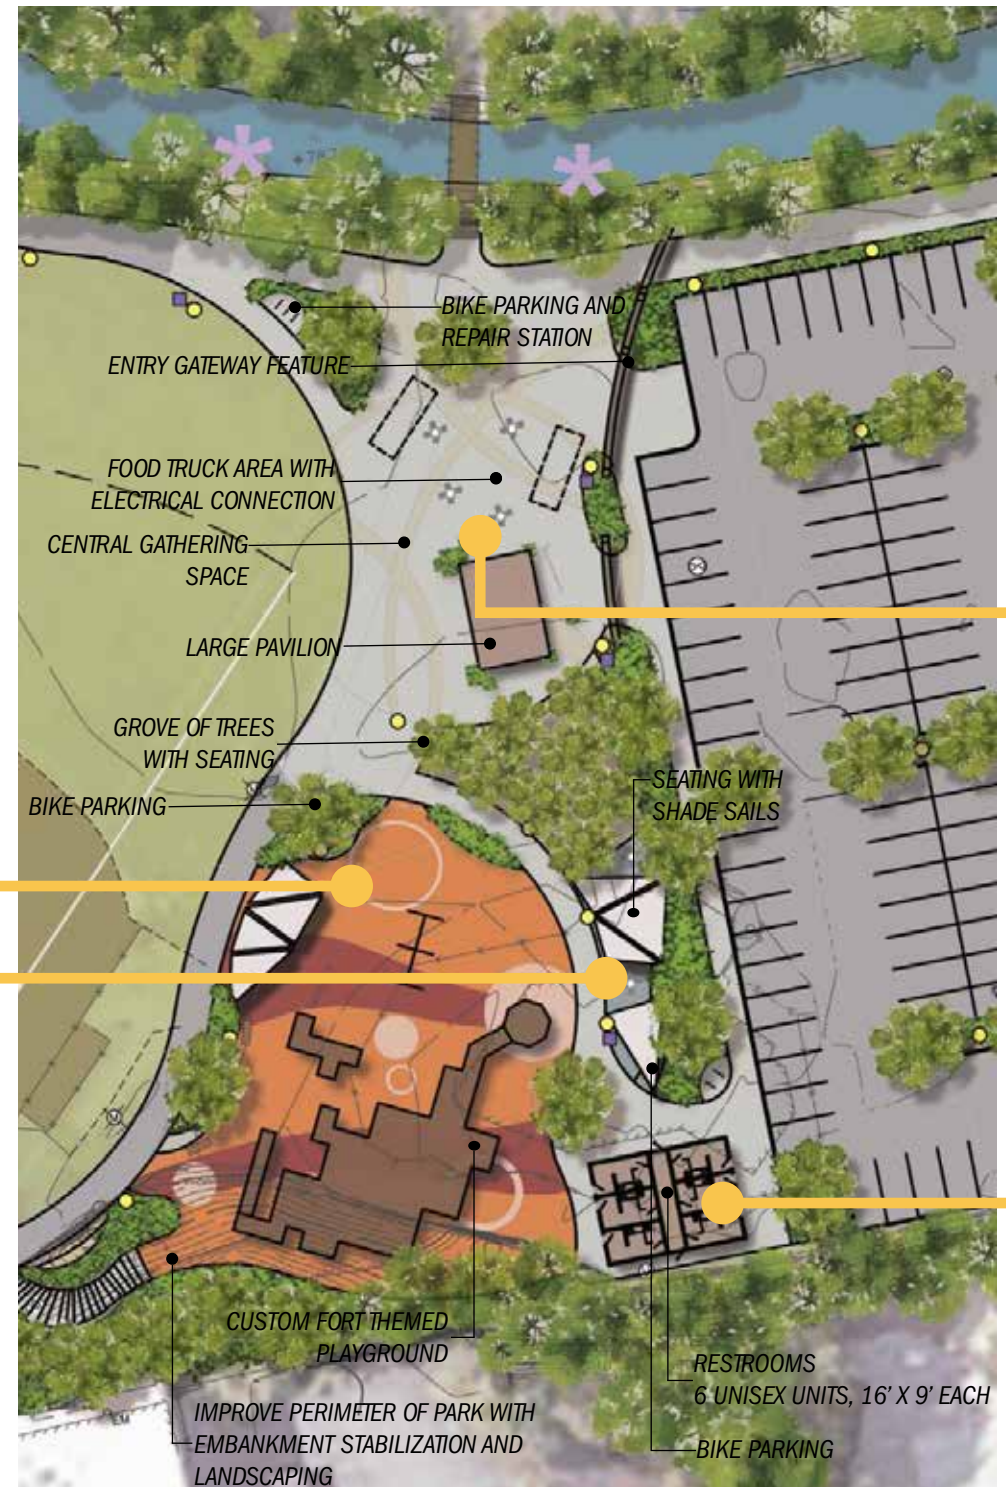 BIKE PARKING AND
REPAIR STATION
ENTRY GATEWAY FEATURE
FOOD TRUCK AREA WITH
ELECTRICAL CONNECTION
CENTRAL GATHERING
SPACE
LARGE PAVILION
GROVE OF TREES
WITH SEATING
SEATING WITH
SHADE SAILS
BIKE PARKING
CUSTOM FORT THEMED
PLAYGROUND
RESTROOMS
6 UNISEX UNITS, 16' X 9' EACH
IMPROVE PERIMETER OF PARK WITH
EMBANKMENT STABILIZATION AND
LANDSCAPING
BIKE PARKING